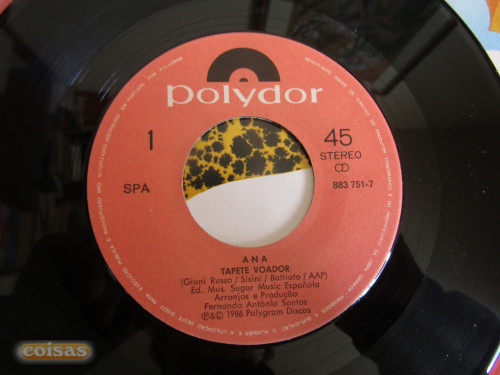 polydor
1
45
STEREO
SPA
883 751-7
ANA
TAPETE VOADOR
(Giuni Russo / Sisini / Battiato / AAP)
Ed. Mus. Sugar Music Española
Arranjos e Produção
Fernando António Santos
℗&© 1986 Polygram Discos
coisas